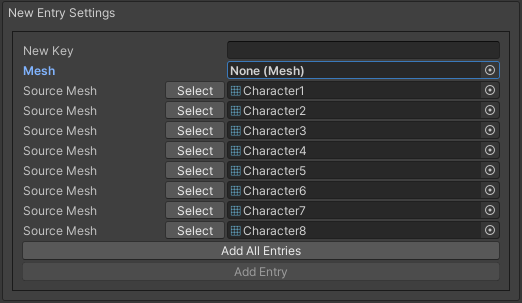 New Entry Settings
New Key
Mesh None (Mesh)
Source Mesh Select Character1
Source Mesh Select Character2
Source Mesh Select Character3
Source Mesh Select Character4
Source Mesh Select Character5
Source Mesh Select Character6
Source Mesh Select Character7
Source Mesh Select Character8
Add All Entries
Add Entry